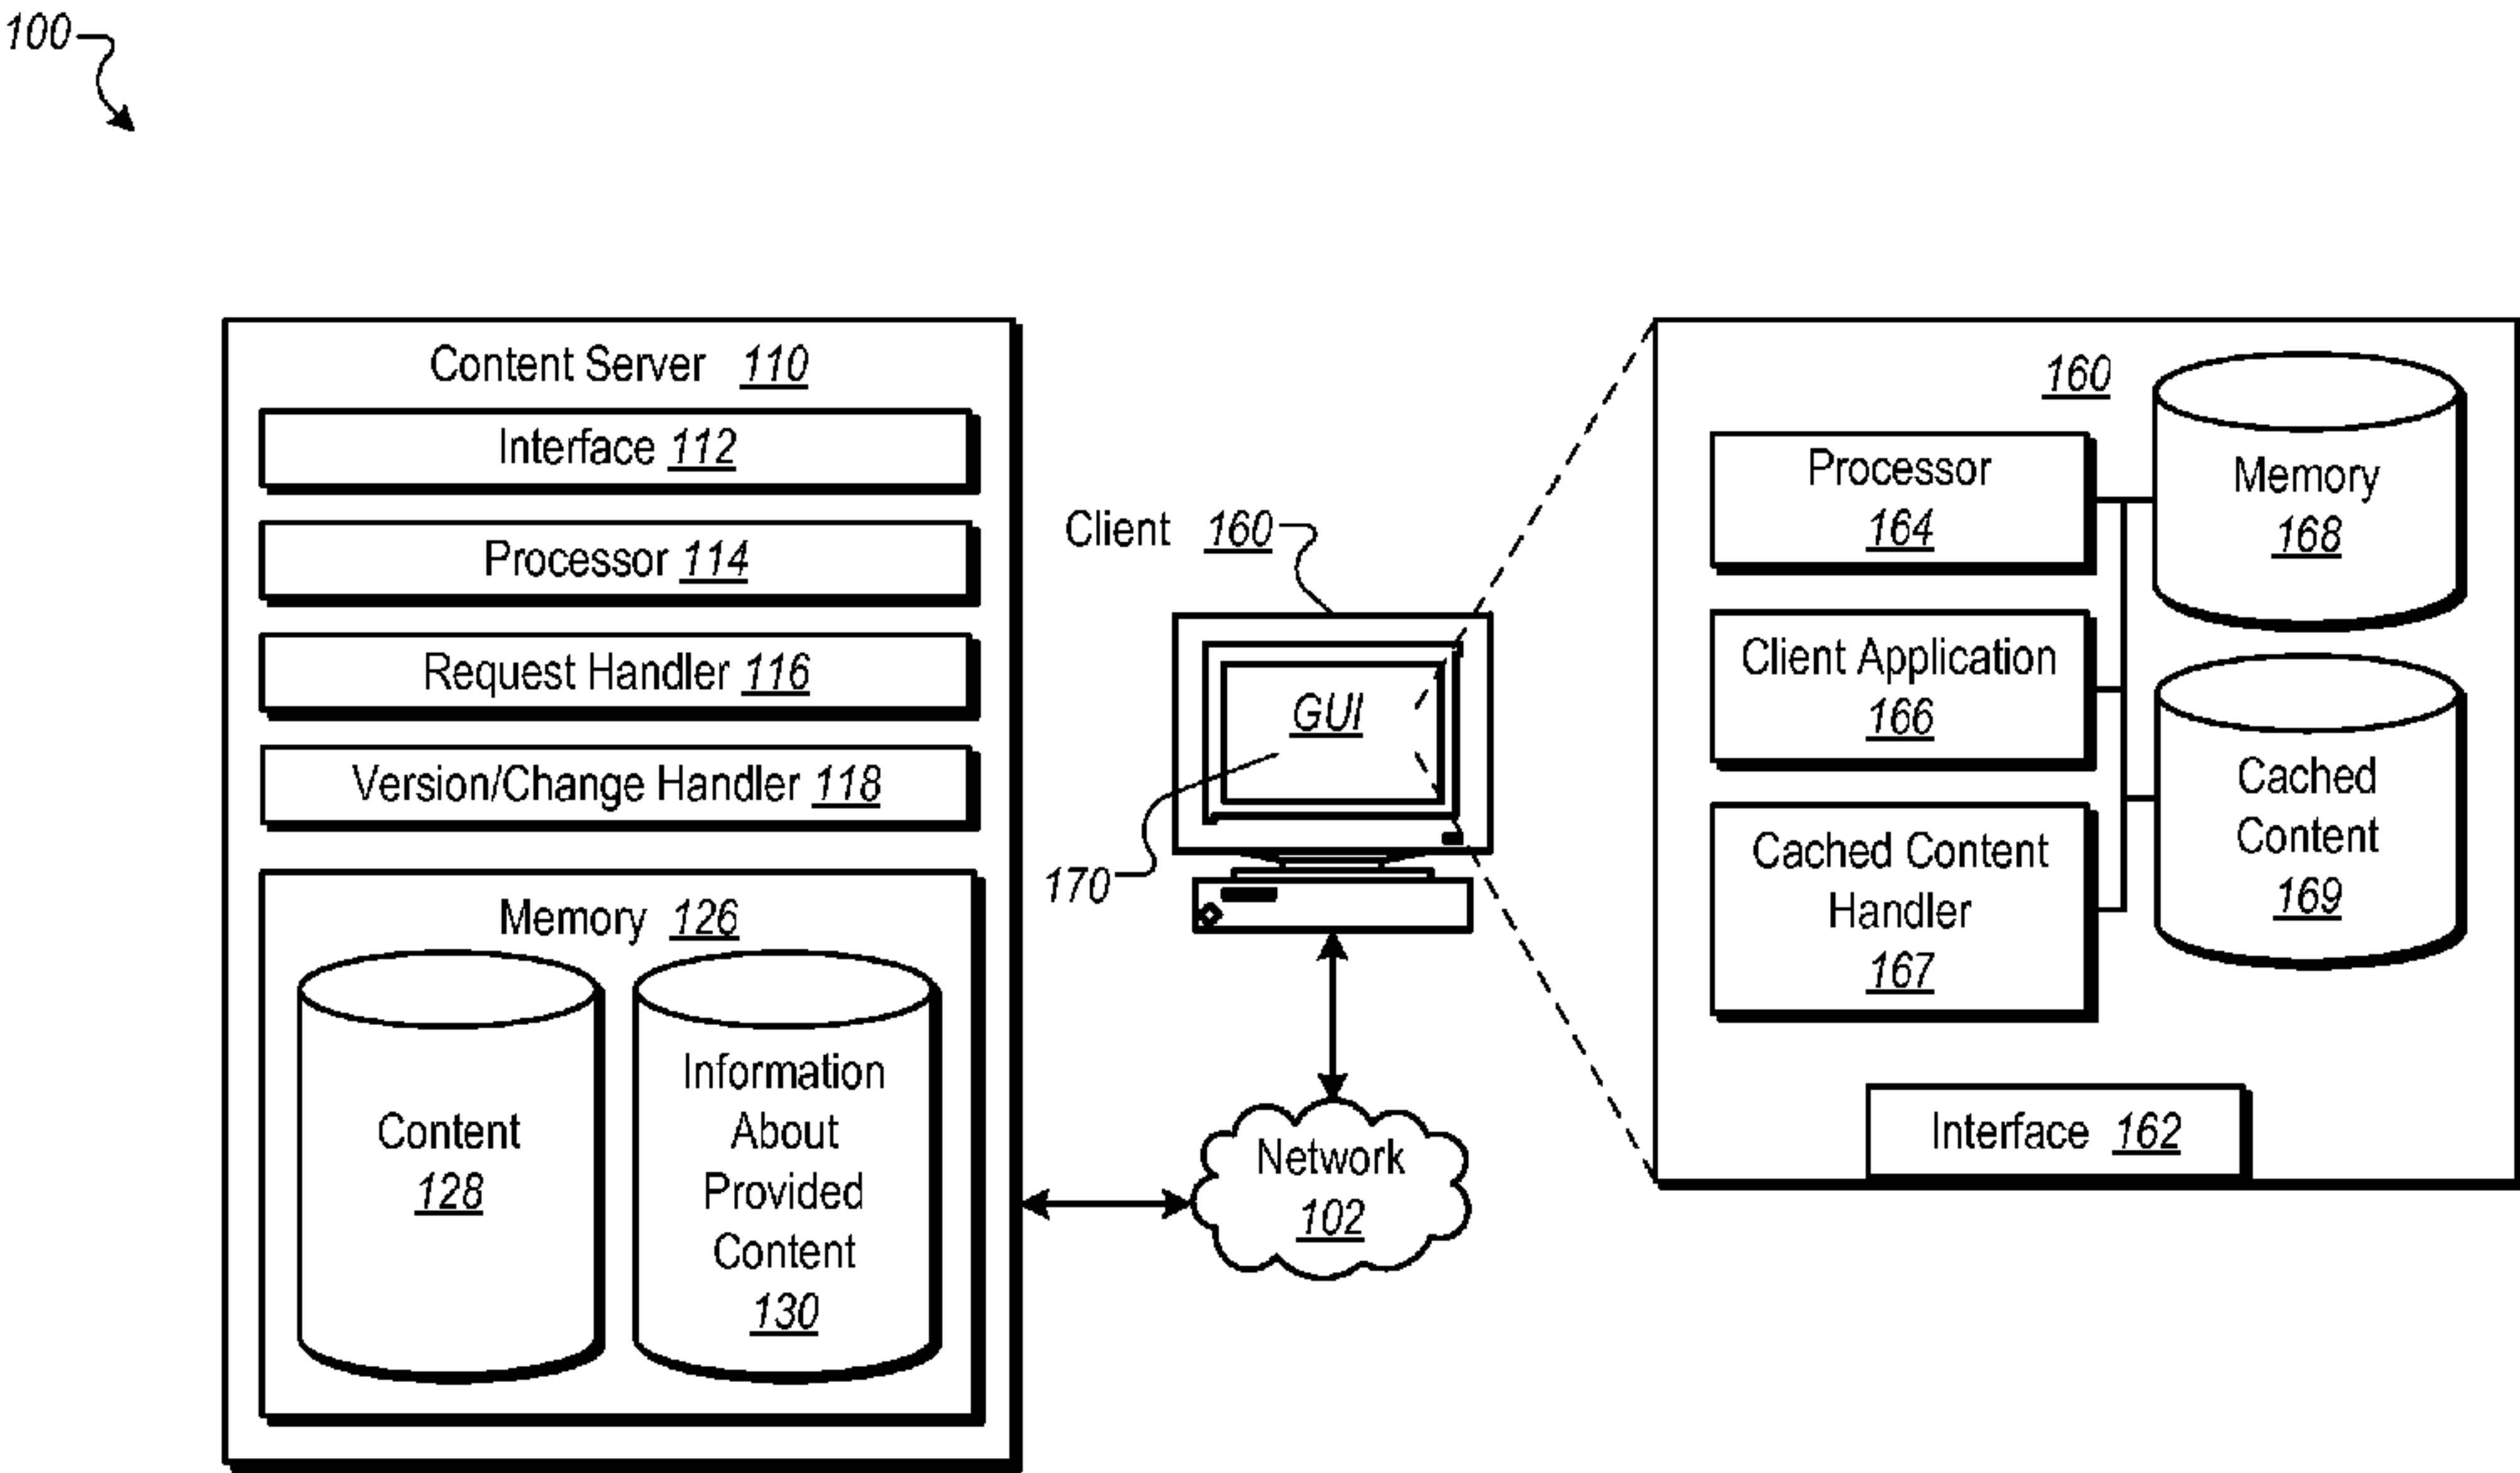 100
Content Server 110
Interface 112
Processor 114
Request Handler 116
Version/Change Handler 118
Memory 126
Content
128
Information
About
Provided
Content
130
Client 160
GUI
170
Network
102
160
Processor
164
Memory
168
Client Application
166
Cached Content
Handler
167
Cached
Content
169
Interface 162